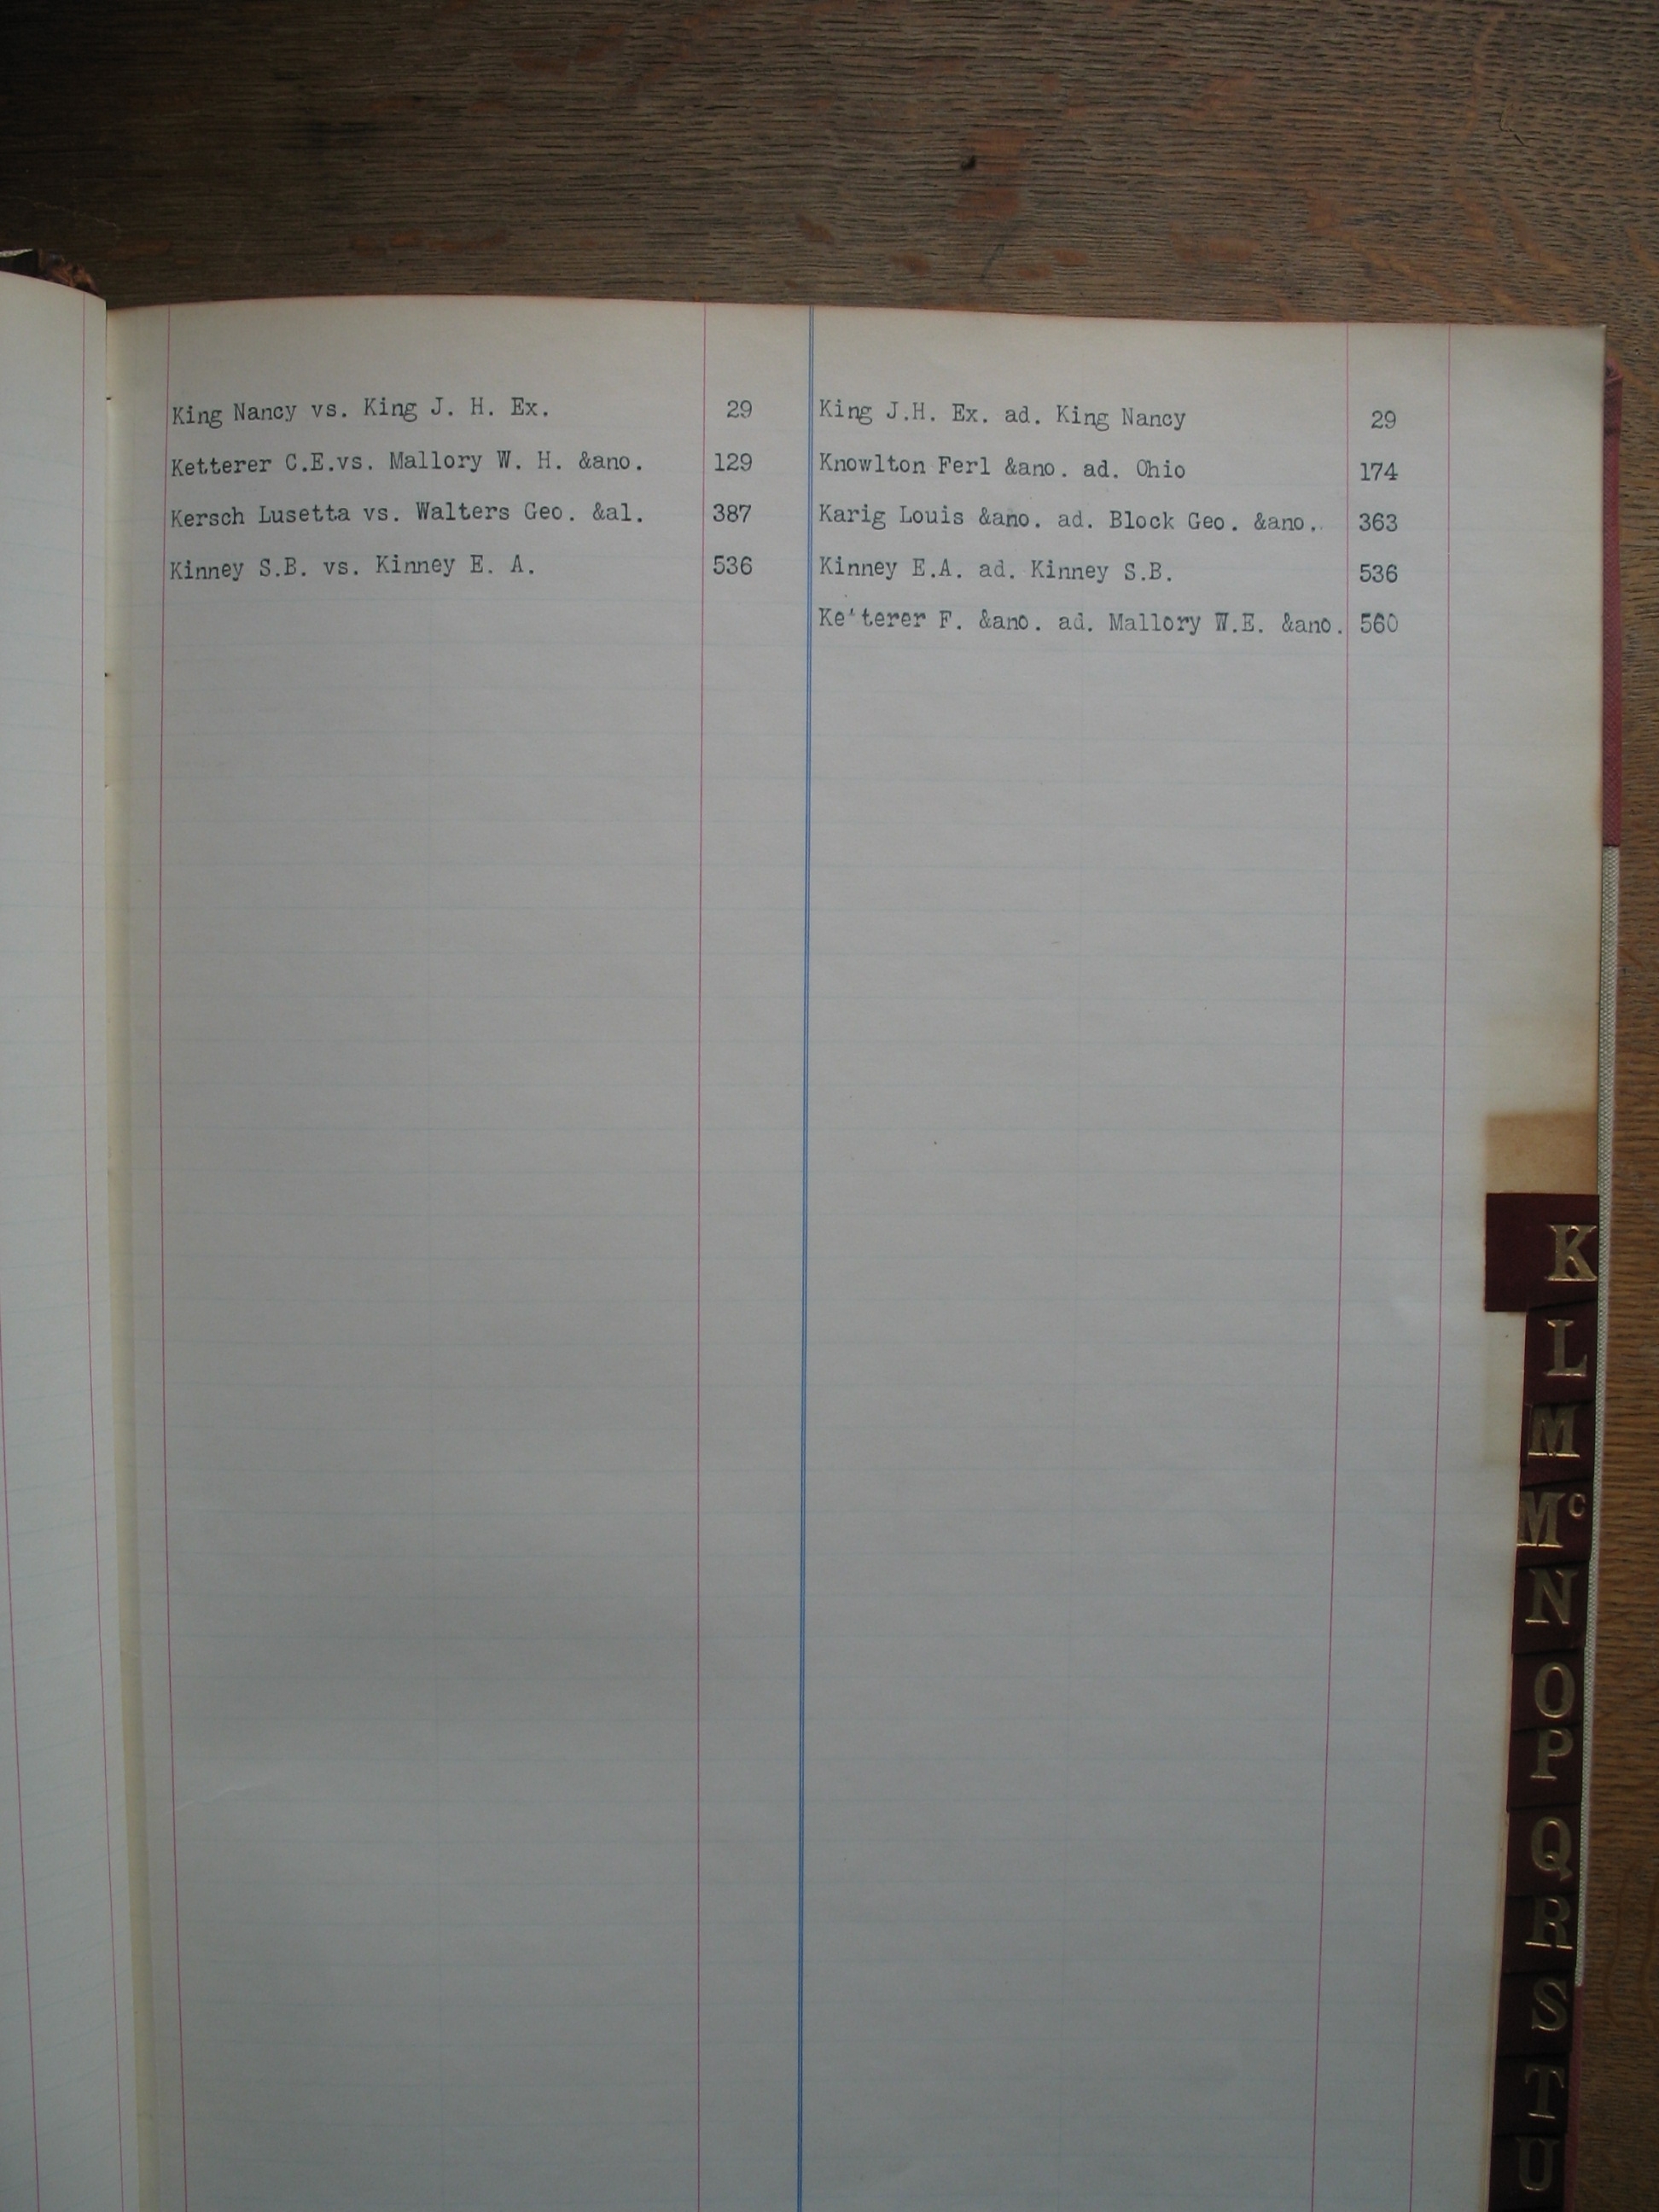 King Nancy vs. King J. H. Ex. 29
Ketterer C.E.vs. Mallory W. H. &ano. 129
Kersch Lusetta vs. Walters Geo. &al. 387
Kinney S.B. vs. Kinney E. A. 536
King J.H. Ex. ad. King Nancy 29
Knowlton Ferl &ano. ad. Ohio 174
Karig Louis &ano. ad. Block Geo. &ano. 363
Kinney E.A. ad. Kinney S.B. 536
Ke'terer F. &ano. ad. Mallory W.E. &ano. 560
K
L
M
Mc
N
O
P
Q
R
S
T
U